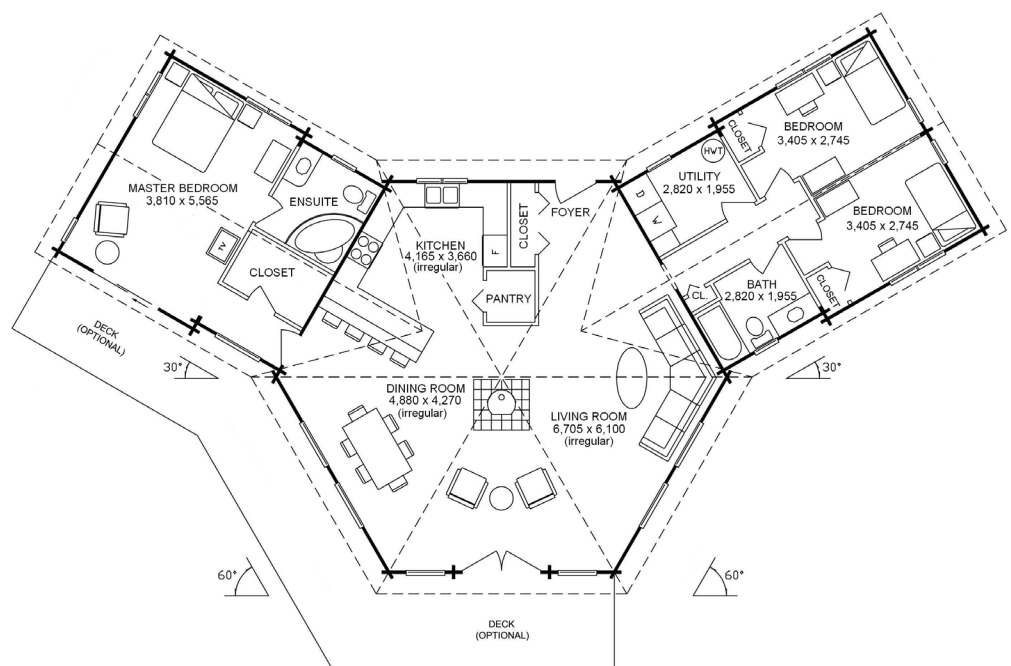 MASTER BEDROOM
3,810 x 5,565
ENSUITE
TV
CLOSET
DECK
(OPTIONAL)
30°
KITCHEN
4,165 x 3,660
(irregular)
F
CLOSET
FOYER
PANTRY
HWT
UTILITY
2,820 x 1,955
D
W
CLOSET
BEDROOM
3,405 x 2,745
BEDROOM
3,405 x 2,745
CL.
BATH
2,820 x 1,955
CLOSET
30°
DINING ROOM
4,880 x 4,270
(irregular)
LIVING ROOM
6,705 x 6,100
(irregular)
60°
60°
DECK
(OPTIONAL)